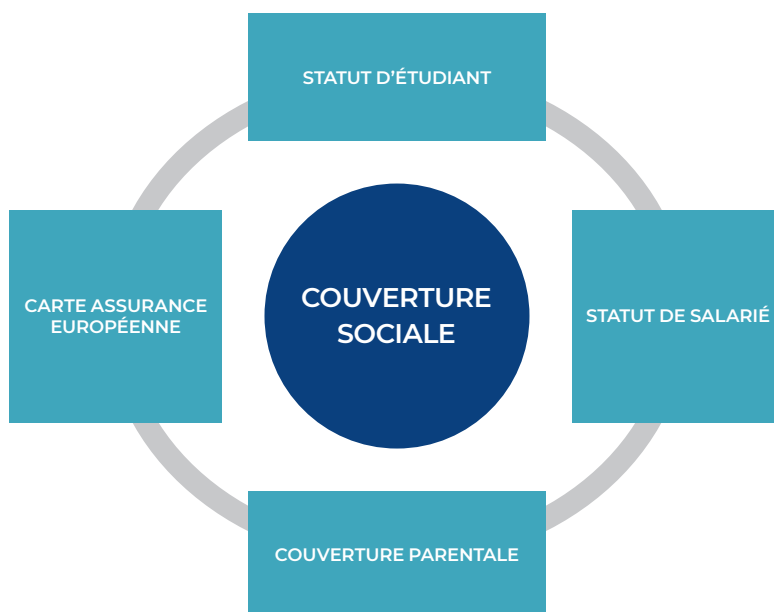 STATUT D'ÉTUDIANT
CARTE ASSURANCE
EUROPÉENNE
COUVERTURE
SOCIALE
STATUT DE SALARIÉ
COUVERTURE PARENTALE